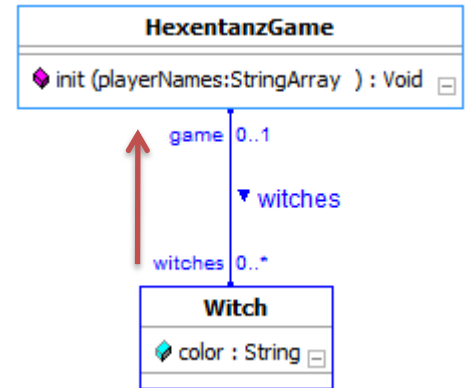 HexentanzGame
init (playerNames:StringArray ) : Void
game 0..1
witches
witches 0..*
Witch
color : String